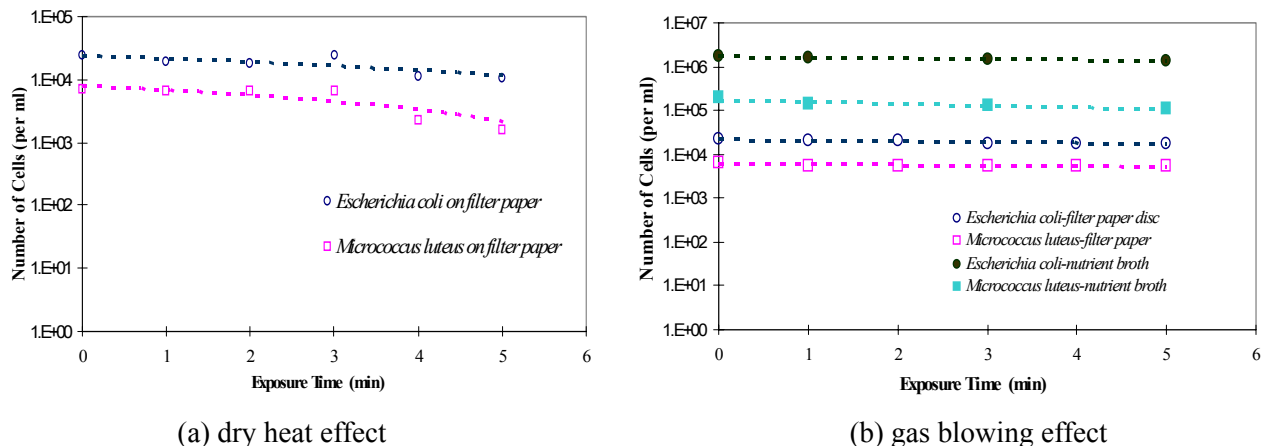 1.E+05
1.E+04
1.E+03
1.E+02
1.E+01
1.E+00
Number of Cells (per ml)
Escherichia coli on filter paper
Micrococcus luteus on filter paper
0 1 2 3 4 5 6
Exposure Time (min)
(a) dry heat effect
1.E+07
1.E+06
1.E+05
1.E+04
1.E+03
1.E+02
1.E+01
1.E+00
Number of Cells (per ml)
Escherichia coli-filter paper disc
Micrococcus luteus-filter paper
Escherichia coli-nutrient broth
Micrococcus luteus-nutrient broth
0 1 2 3 4 5 6
Exposure Time (min)
(b) gas blowing effect